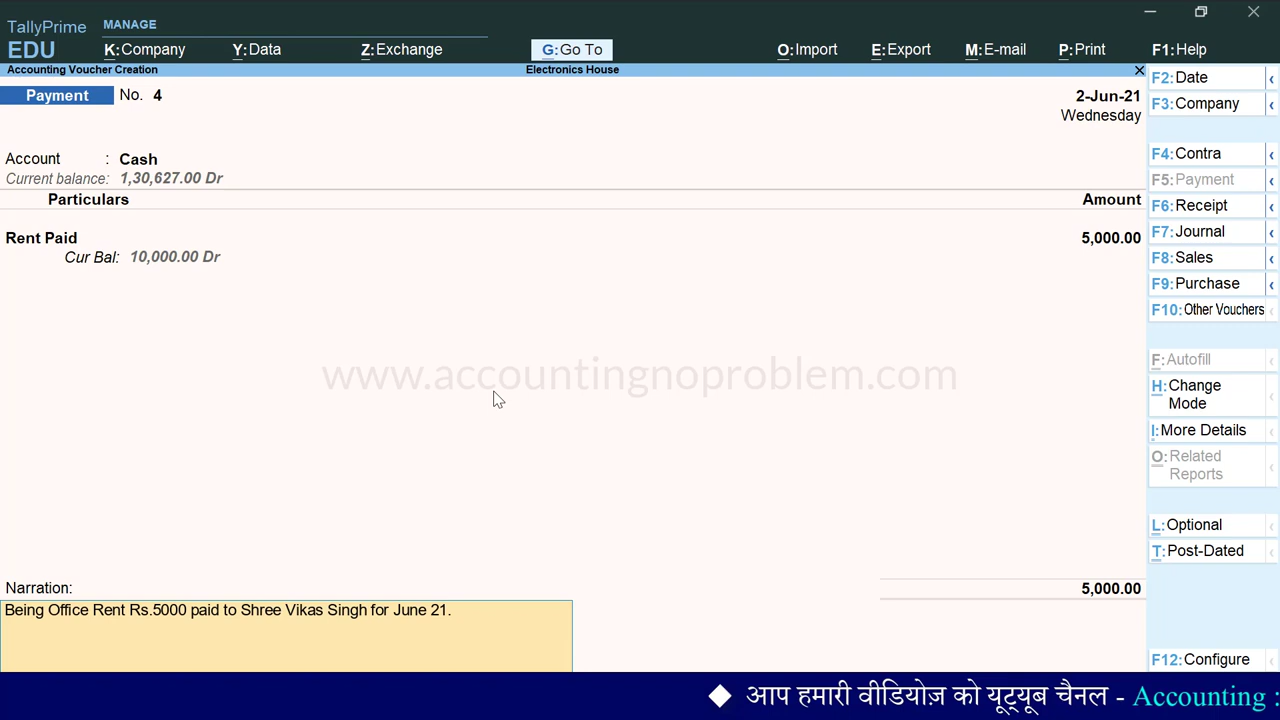 TallyPrime
EDU
MANAGE
K:Company
Y:Data
Z:Exchange
G:Go To
O:Import
E:Export
M:E-mail
P:Print
F1:Help
Accounting Voucher Creation
Electronics House
Payment No. 4
2-Jun-21
Wednesday
Account : Cash
Current balance: 1,30,627.00 Dr
Particulars
Amount
Rent Paid
5,000.00
Cur Bal: 10,000.00 Dr
www.accountingnoproblem.com
Narration:
5,000.00
Being Office Rent Rs.5000 paid to Shree Vikas Singh for June 21.
F2:Date
F3:Company
F4:Contra
F5:Payment
F6:Receipt
F7:Journal
F8:Sales
F9:Purchase
F10:Other Vouchers
F:Autofill
H:Change
Mode
I:More Details
O:Related
Reports
L:Optional
T:Post-Dated
F12:Configure
◆ आप हमारी वीडियोज़ को यूट्यूब चैनल - Accounting :